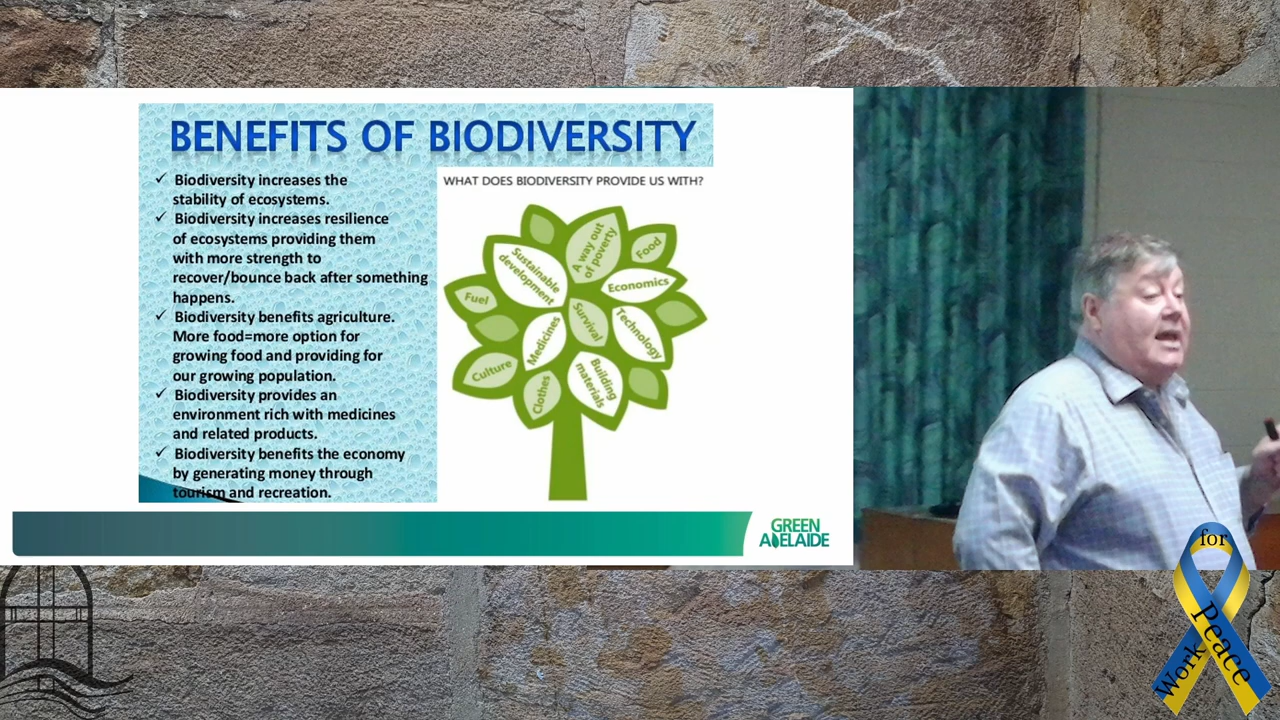 BENEFITS OF BIODIVERSITY
✓ Biodiversity increases the
stability of ecosystems.
✓ Biodiversity increases resilience
of ecosystems providing them
with more strength to
recover/bounce back after something
happens.
✓ Biodiversity benefits agriculture.
More food=more option for
growing food and providing for
our growing population.
✓ Biodiversity provides an
environment rich with medicines
and related products.
✓ Biodiversity benefits the economy
by generating money through
tourism and recreation.
WHAT DOES BIODIVERSITY PROVIDE US WITH?
A way out
of poverty
Food
Sustainable
development
Economics
Fuel
Survival
Technology
Medicines
Culture
Building
materials
Clothes
GREEN
ADELAIDE
for
Work
Peace